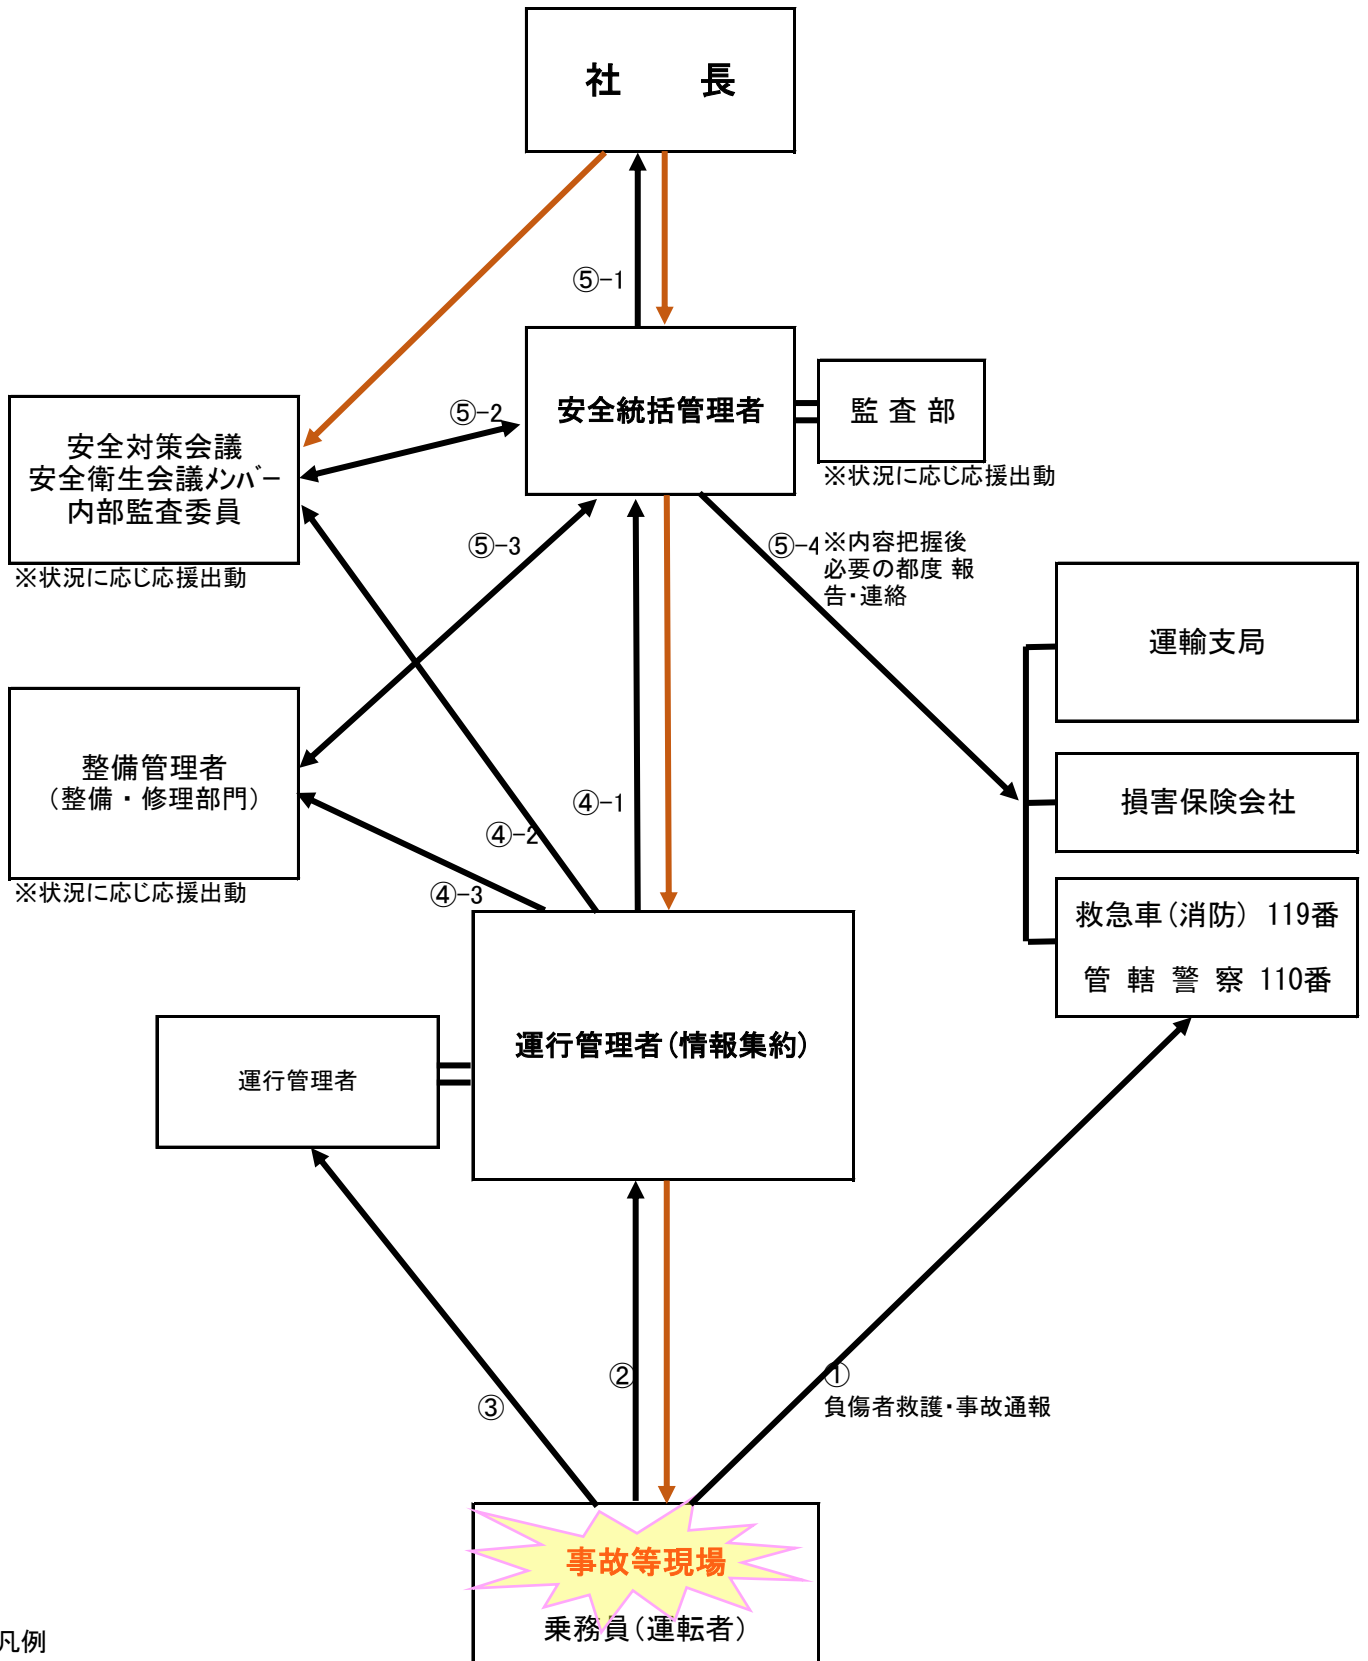 社　長
⑤-1
安全統括管理者
監 査 部
※状況に応じ応援出動
⑤-2
安全対策会議
安全衛生会議ﾒﾝﾊﾞｰ
内部監査委員
※状況に応じ応援出動
⑤-3
⑤-4
※内容把握後
必要の都度 報
告・連絡
運輸支局
整備管理者
（整備・修理部門）
※状況に応じ応援出動
④-1
④-2
④-3
損害保険会社
救急車（消防） 119番
管 轄 警 察 110番
運行管理者（情報集約）
運行管理者
③
②
①
負傷者救護・事故通報
事故等現場
乗務員（運転者）
凡例